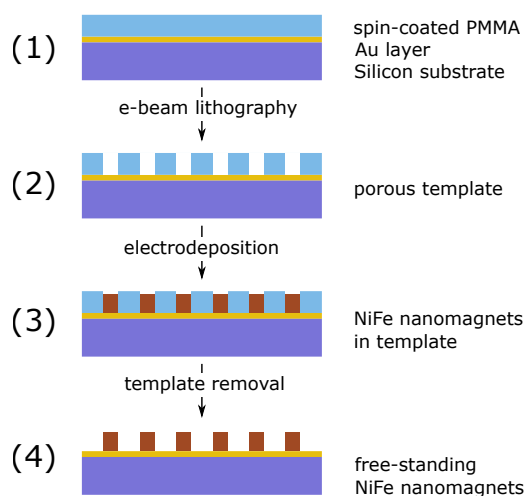 (1)
spin-coated PMMA
Au layer
Silicon substrate
e-beam lithography
(2)
porous template
electrodeposition
(3)
NiFe nanomagnets
in template
template removal
(4)
free-standing
NiFe nanomagnets